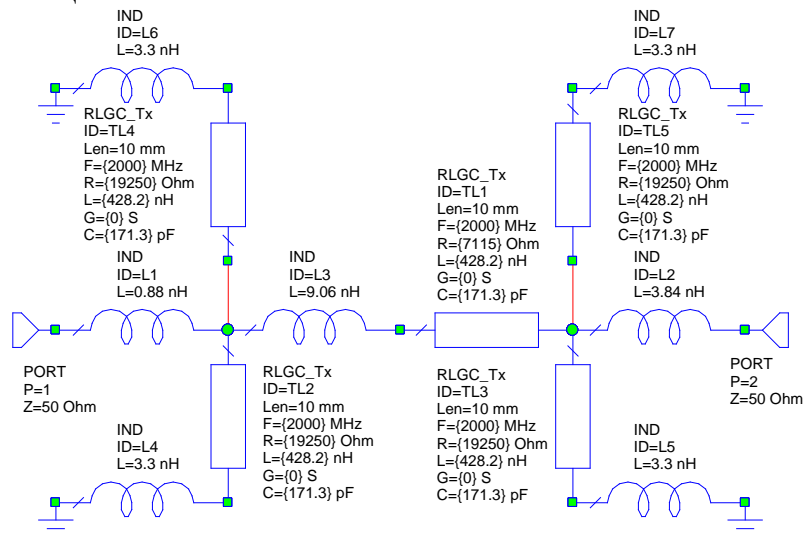 IND
ID=L6
L=3.3 nH
IND
ID=L7
L=3.3 nH
RLGC_Tx
ID=TL4
Len=10 mm
F={2000} MHz
R={19250} Ohm
L={428.2} nH
G={0} S
C={171.3} pF
RLGC_Tx
ID=TL5
Len=10 mm
F={2000} MHz
R={19250} Ohm
L={428.2} nH
G={0} S
C={171.3} pF
RLGC_Tx
ID=TL1
Len=10 mm
F={2000} MHz
R={7115} Ohm
L={428.2} nH
G={0} S
C={171.3} pF
IND
ID=L1
L=0.88 nH
IND
ID=L3
L=9.06 nH
IND
ID=L2
L=3.84 nH
PORT
P=1
Z=50 Ohm
RLGC_Tx
ID=TL2
Len=10 mm
F={2000} MHz
R={19250} Ohm
L={428.2} nH
G={0} S
C={171.3} pF
RLGC_Tx
ID=TL3
Len=10 mm
F={2000} MHz
R={19250} Ohm
L={428.2} nH
G={0} S
C={171.3} pF
PORT
P=2
Z=50 Ohm
IND
ID=L4
L=3.3 nH
IND
ID=L5
L=3.3 nH